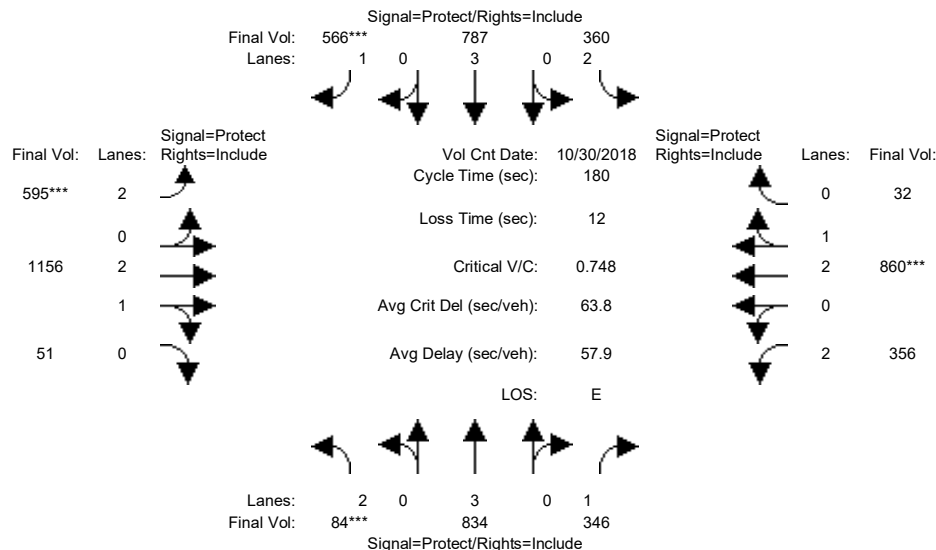 Signal=Protect/Rights=Include
Final Vol: 566*** 787 360
Lanes: 1 0 3 0 2
Signal=Protect
Final Vol: Lanes: Rights=Include
Vol Cnt Date: 10/30/2018
Signal=Protect
Rights=Include Lanes: Final Vol:
Cycle Time (sec): 180
595*** 2
0 32
Loss Time (sec): 12
0
1
1156 2
Critical V/C: 0.748
2 860***
1
Avg Crit Del (sec/veh): 63.8
0
51 0
Avg Delay (sec/veh): 57.9
2 356
LOS: E
Lanes: 2 0 3 0 1
Final Vol: 84*** 834 346
Signal=Protect/Rights=Include